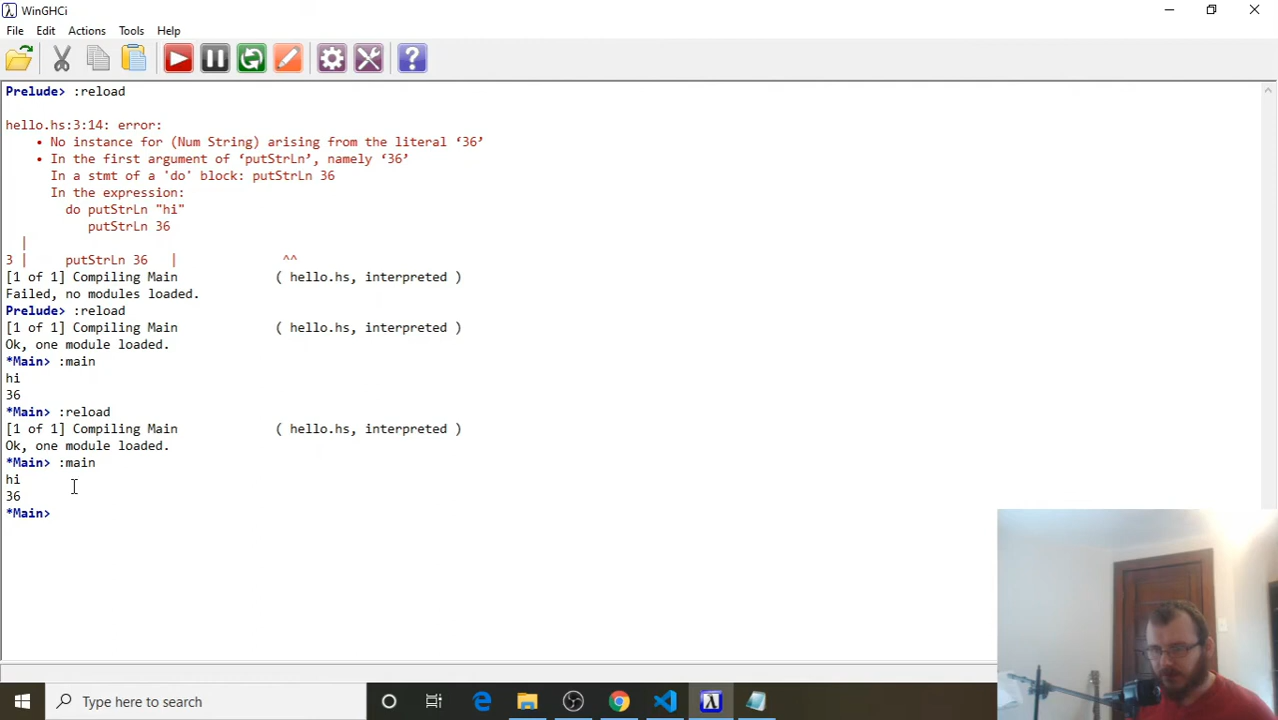 WinGHCi
File Edit Actions Tools Help
Prelude> :reload
hello.hs:3:14: error:
• No instance for (Num String) arising from the literal ‘36’
• In the first argument of ‘putStrLn’, namely ‘36’
In a stmt of a 'do' block: putStrLn 36
In the expression:
do putStrLn "hi"
putStrLn 36
|
3 | putStrLn 36 | ^^
[1 of 1] Compiling Main ( hello.hs, interpreted )
Failed, no modules loaded.
Prelude> :reload
[1 of 1] Compiling Main ( hello.hs, interpreted )
Ok, one module loaded.
*Main> :main
hi
36
*Main> :reload
[1 of 1] Compiling Main ( hello.hs, interpreted )
Ok, one module loaded.
*Main> :main
hi
36
*Main>
Type here to search